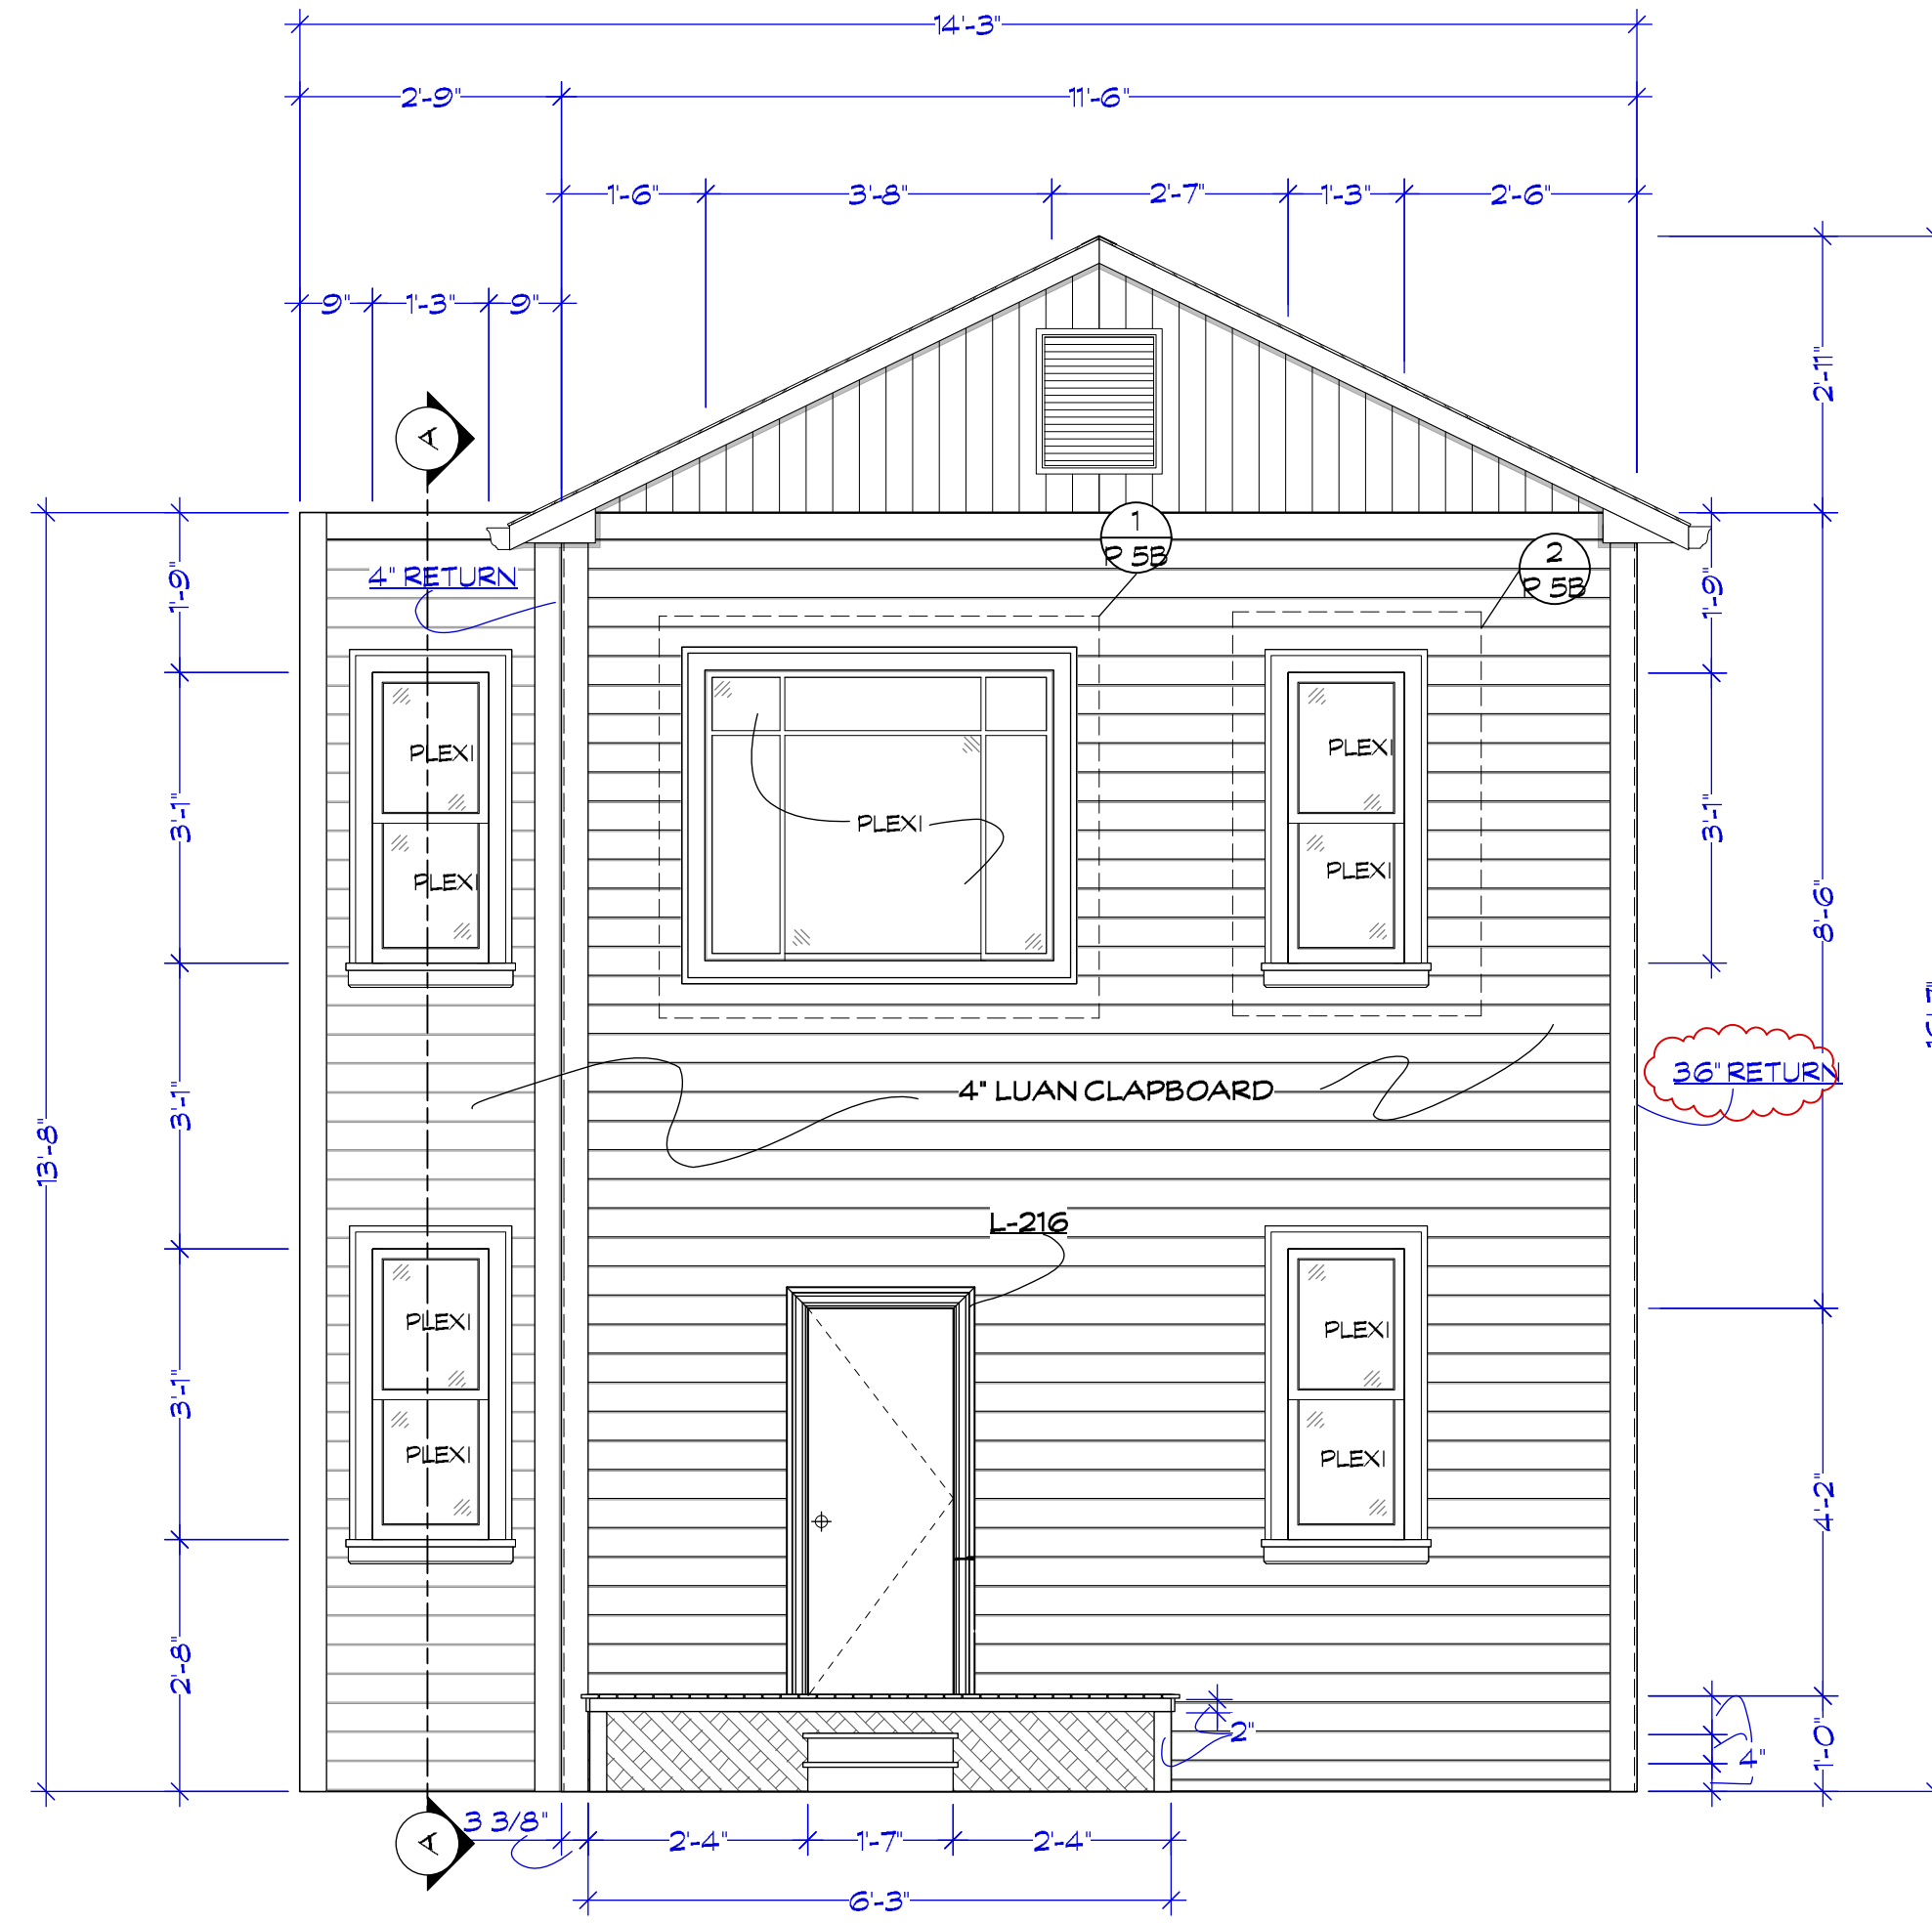 14'-3"
2'-9" 11'-6"
1'-6" 3'-8" 2'-7" 1'-3" 2'-6"
9" 1'-3" 9"
2'-11"
A
1
P 5B
2
P 5B
4" RETURN
1'-9"
1'-9"
PLEXI
PLEXI
PLEXI
3'-1"
3'-1"
PLEXI
PLEXI
8'-6"
36" RETURN
4" LUAN CLAPBOARD
3'-1"
13'-8"
L-216
PLEXI
PLEXI
3'-1"
PLEXI
PLEXI
4'-2"
2'-8"
2"
4"
1'-0"
3 3/8"
A
2'-4" 1'-7" 2'-4"
6'-3"